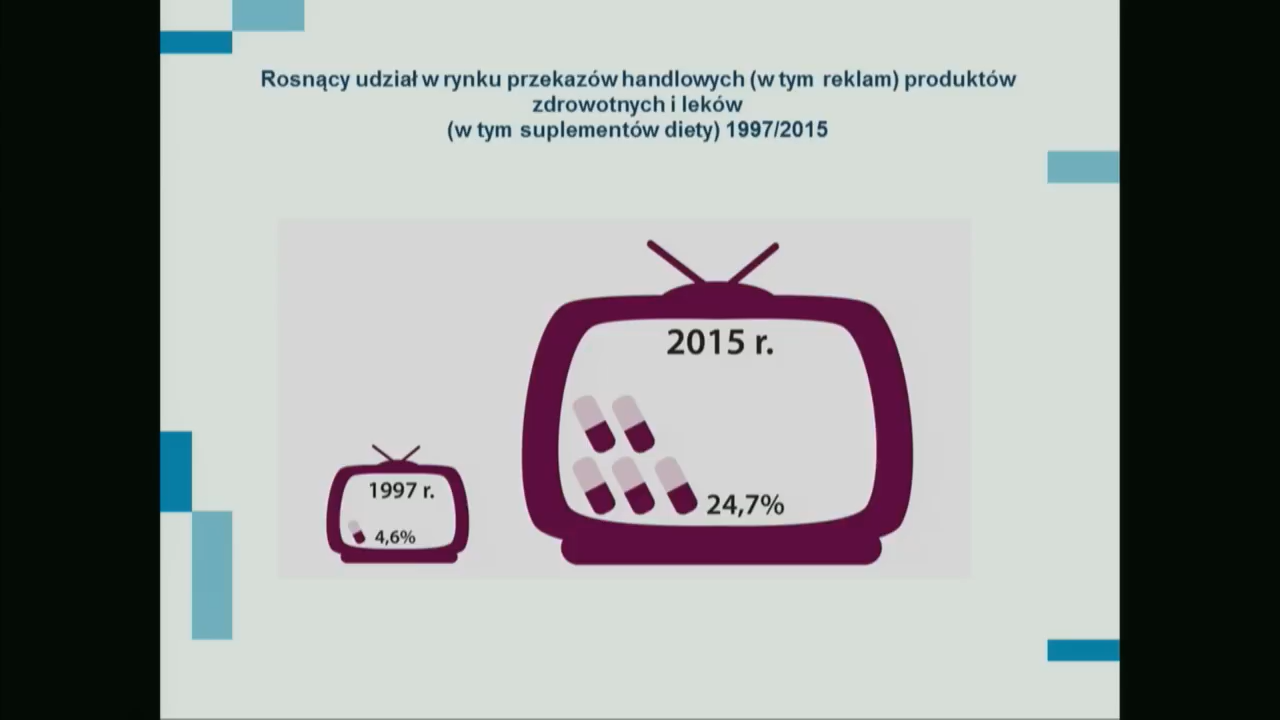 Rosnący udział w rynku przekazów handlowych (w tym reklam) produktów
zdrowotnych i leków
(w tym suplementów diety) 1997/2015
2015 r.
1997 r.
24,7%
4,6%